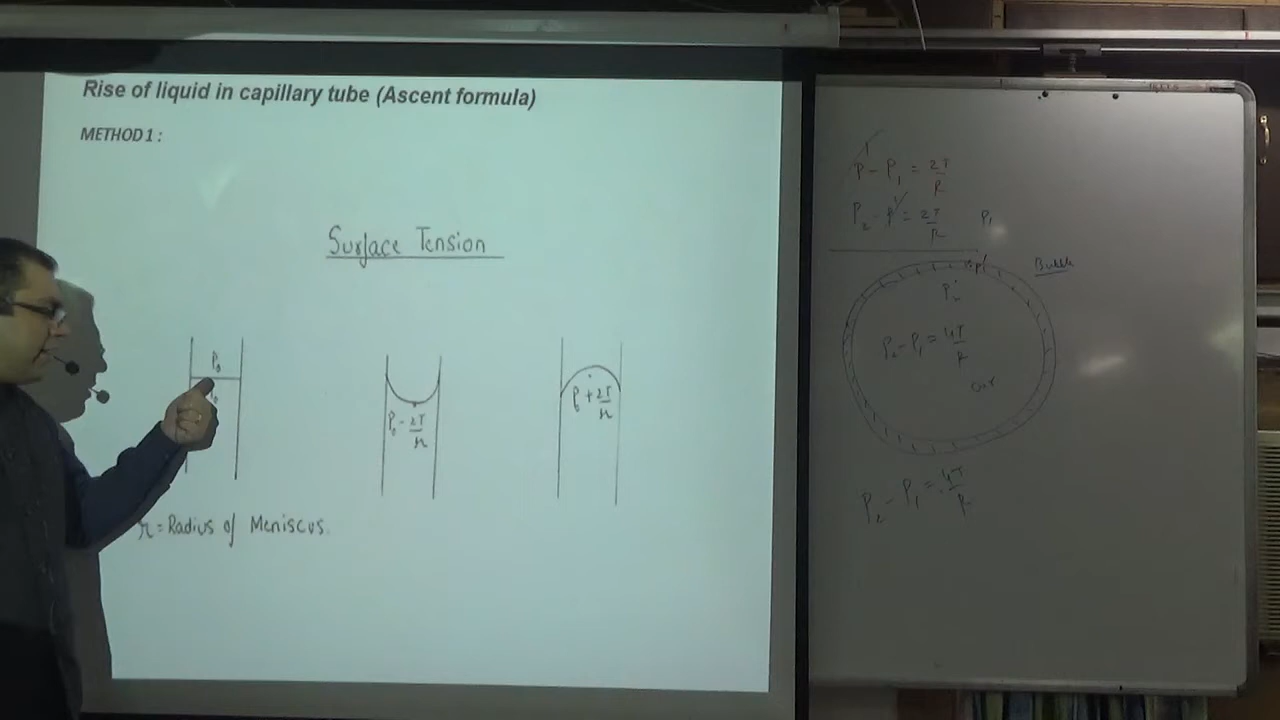 Rise of liquid in capillary tube (Ascent formula)
METHOD 1 :
Surface Tension
P₀
P₀ - 2T/r
P₀ + 2T/r
r = Radius of Meniscus.
P' - P₁ = 2T/R
P₂ - P' = 2T/R
P₁
P'
Bubble
P₂
P₂ - P₁ = 4T/R
air
P₂ - P₁ = 4T/R